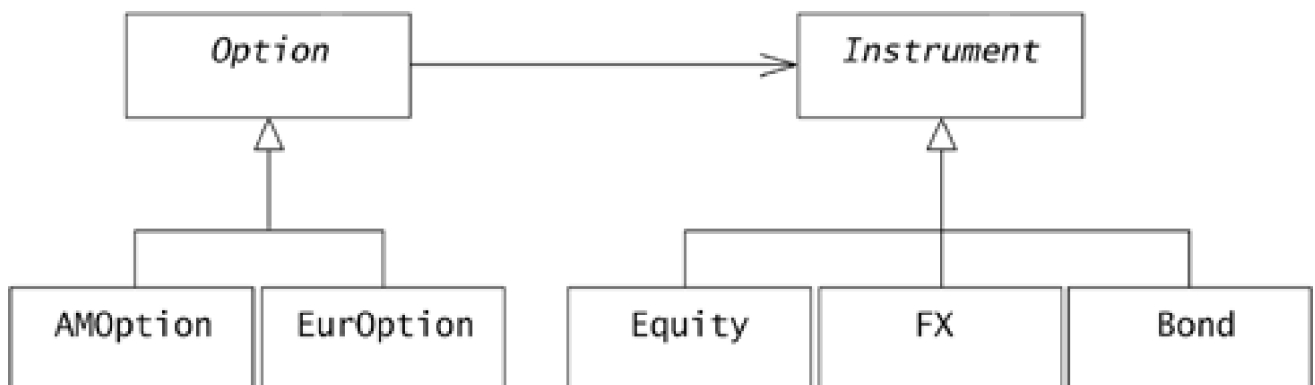 Option
Instrument
AMOption
EurOption
Equity
FX
Bond